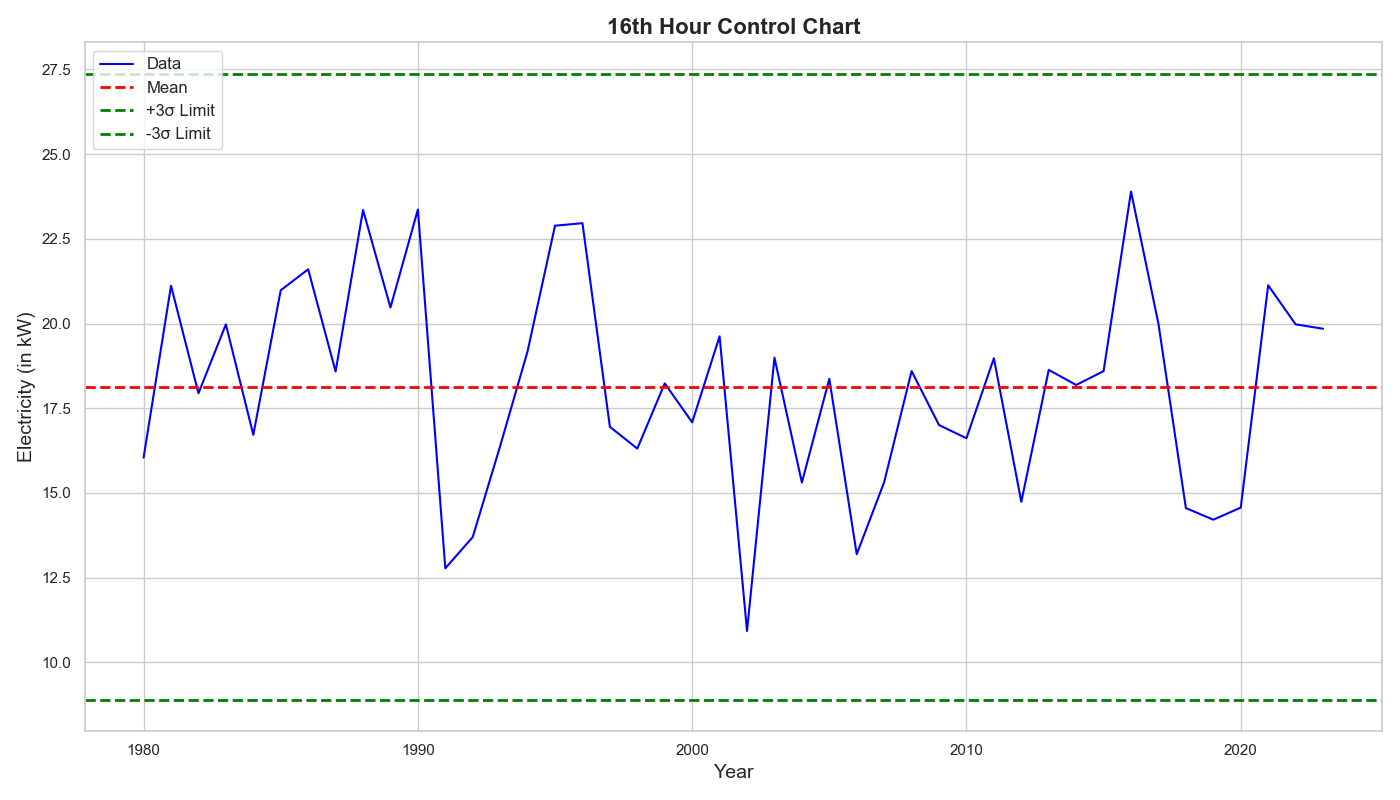 16th Hour Control Chart
Data
Mean
+3σ Limit
-3σ Limit
27.5
25.0
22.5
20.0
17.5
15.0
12.5
10.0
Electricity (in kW)
1980
1990
2000
2010
2020
Year